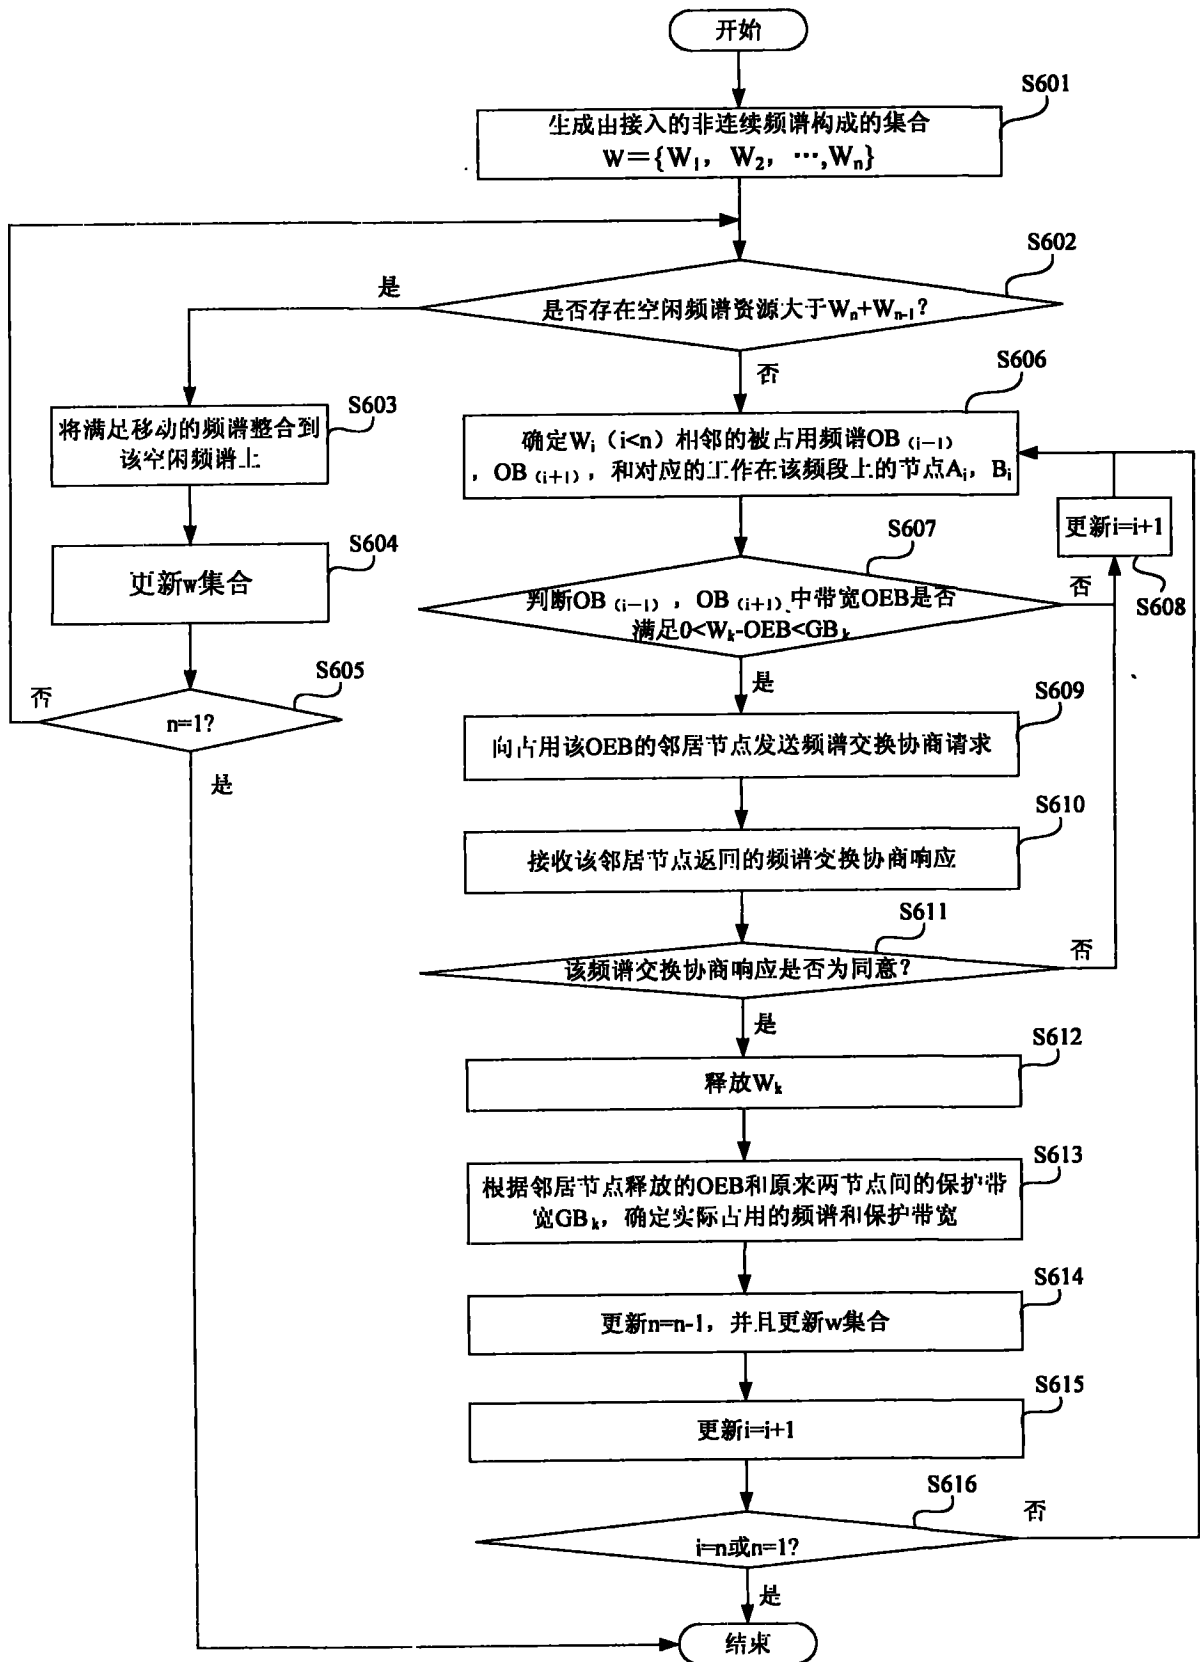 开始
S601
生成由接入的非连续频谱构成的集合
W＝{W1， W2， …,Wn}
S602
是
是否存在空闲频谱资源大于Wn+Wn-1？
否
S603
将满足移动的频谱整合到
该空闲频谱上
S604
更新w集合
S605
否
n=1?
是
S606
确定Wi（i<n）相邻的被占用频谱OB（i—1）
，OB（i+1），和对应的工作在该频段上的节点Ai，Bi
更新i=i+1
S608
S607
否
判断OB（i—1），OB（i+1）中带宽OEB是否
满足0<Wk-OEB<GBk
是
S609
向占用该OEB的邻居节点发送频谱交换协商请求
S610
接收该邻居节点返回的频谱交换协商响应
S611
否
该频谱交换协商响应是否为同意？
是
S612
释放Wk
S613
根据邻居节点释放的OEB和原来两节点间的保护带
宽GBk，确定实际占用的频谱和保护带宽
S614
更新n=n-1，并且更新w集合
S615
更新i=i+1
S616
否
i=n或n=1?
是
结束